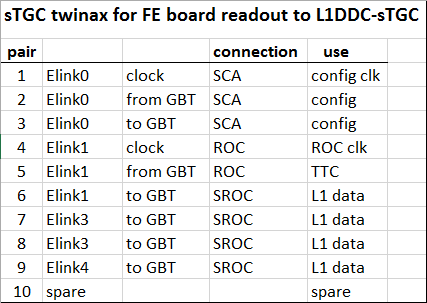 sTGC twinax for FE board readout to L1DDC-sTGC
pair connection use
1 Elink0 clock SCA config clk
2 Elink0 from GBT SCA config
3 Elink0 to GBT SCA config
4 Elink1 clock ROC ROC clk
5 Elink1 from GBT ROC TTC
6 Elink1 to GBT SROC L1 data
7 Elink3 to GBT SROC L1 data
8 Elink3 to GBT SROC L1 data
9 Elink4 to GBT SROC L1 data
10 spare spare